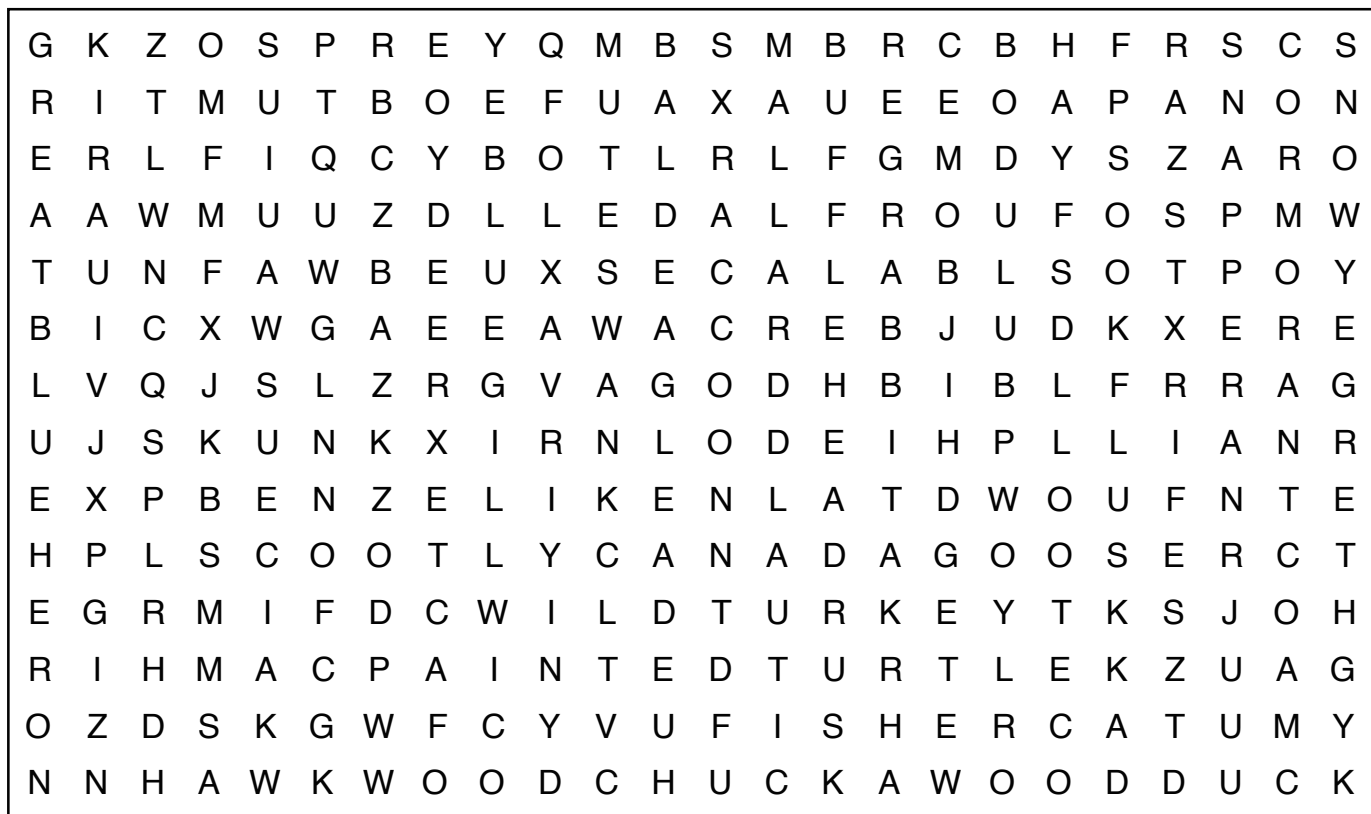 G K Z O S P R E Y Q M B S M B R C B H F R S C S
R I T M U T B O E F U A X A U E E O A P A N O N
E R L F I Q C Y B O T L R L F G M D Y S Z A R O
A A W M U U Z D L L E D A L F R O U F O S P M W
T U N F A W B E U X S E C A L A B L S O T P O Y
B I C X W G A E E A W A C R E B J U D K X E R E
L V Q J S L Z R G V A G O D H B I B L F R R A G
U J S K U N K X I R N L O D E I H P L L I A N R
E X P B E N Z E L I K E N L A T D W O U F N T E
H P L S C O O T L Y C A N A D A G O O S E R C T
E G R M I F D C W I L D T U R K E Y T K S J O H
R I H M A C P A I N T E D T U R T L E K Z U A G
O Z D S K G W F C Y V U F I S H E R C A T U M Y
N N H A W K W O O D C H U C K A W O O D D U C K